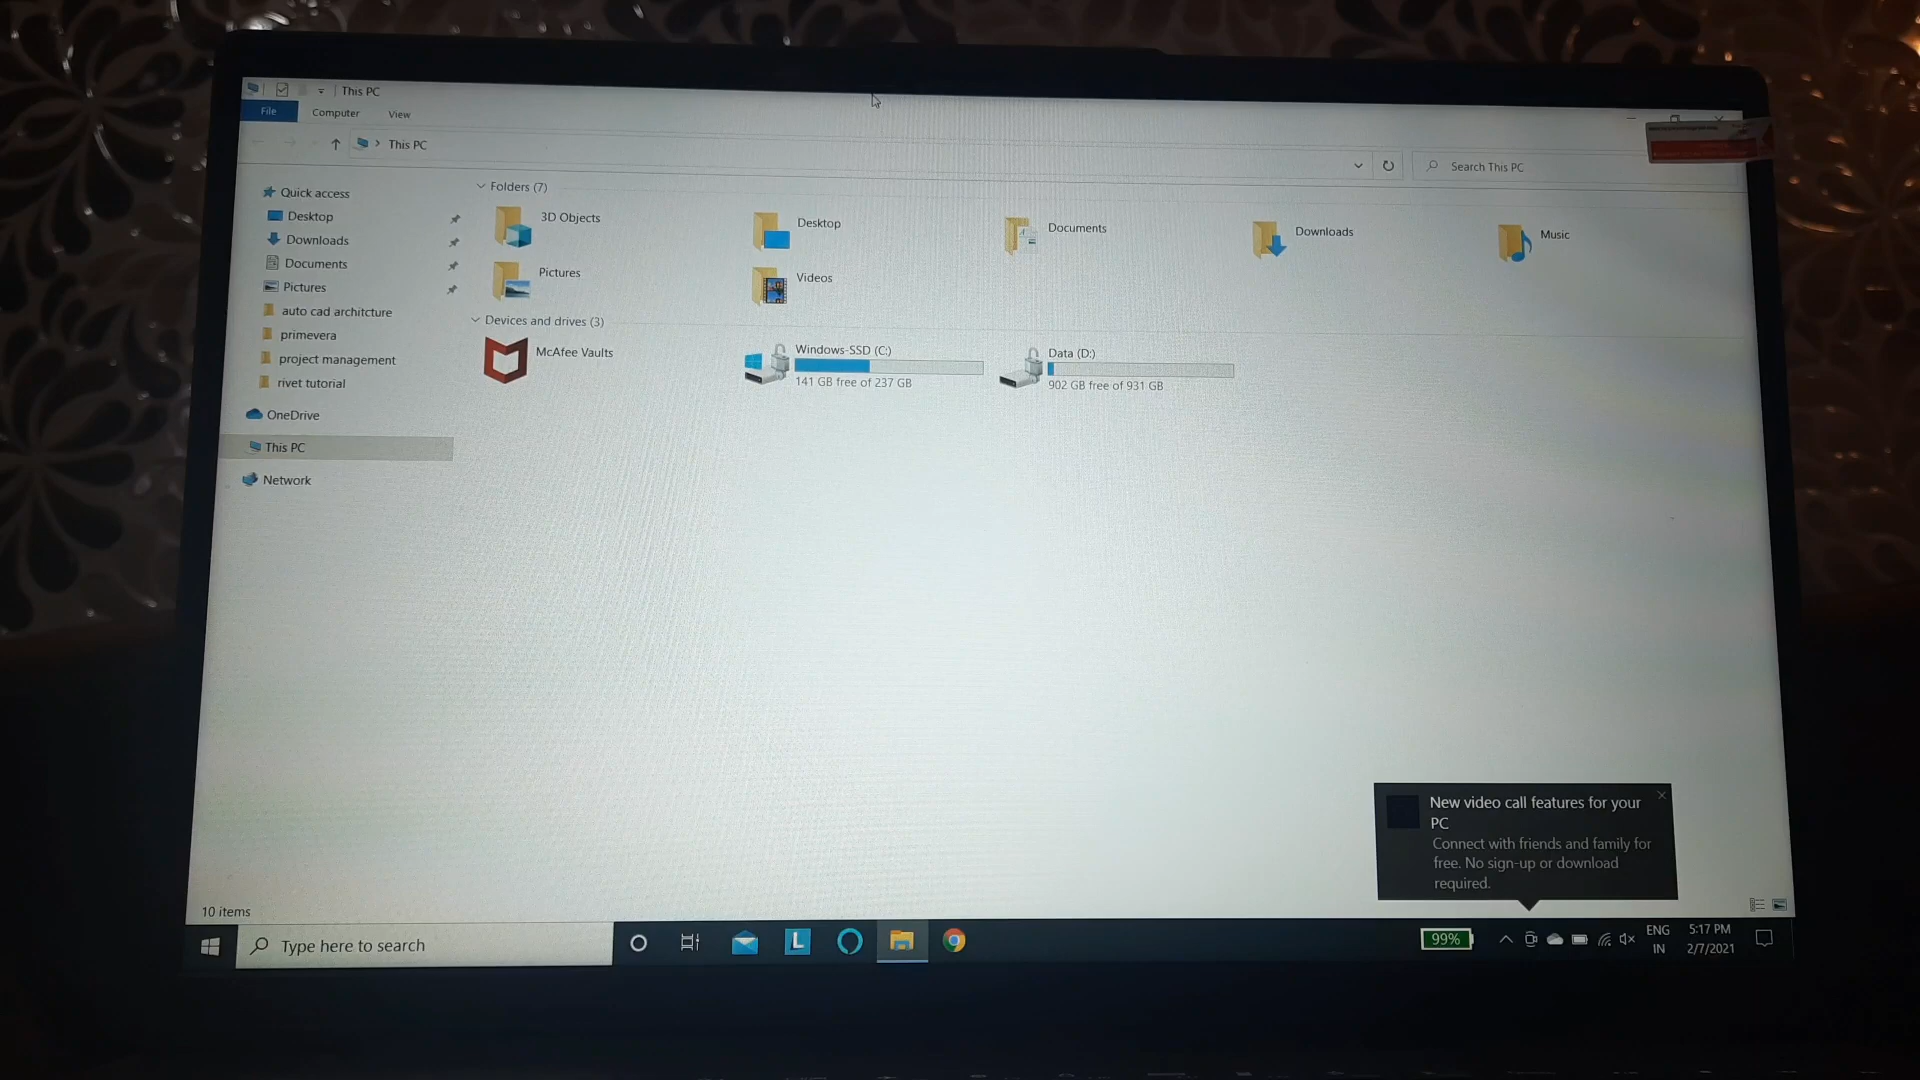 This PC
File Computer View
This PC
Search This PC
Quick access
Desktop
Downloads
Documents
Pictures
auto cad architcture
primevera
project management
rivet tutorial
OneDrive
This PC
Network
Folders (7)
3D Objects
Desktop
Documents
Downloads
Music
Pictures
Videos
Devices and drives (3)
McAfee Vaults
Windows-SSD (C:)
141 GB free of 237 GB
Data (D:)
902 GB free of 931 GB
New video call features for your
PC
Connect with friends and family for
free. No sign-up or download
required.
10 items
Type here to search
L
99%
ENG
IN
5:17 PM
2/7/2021